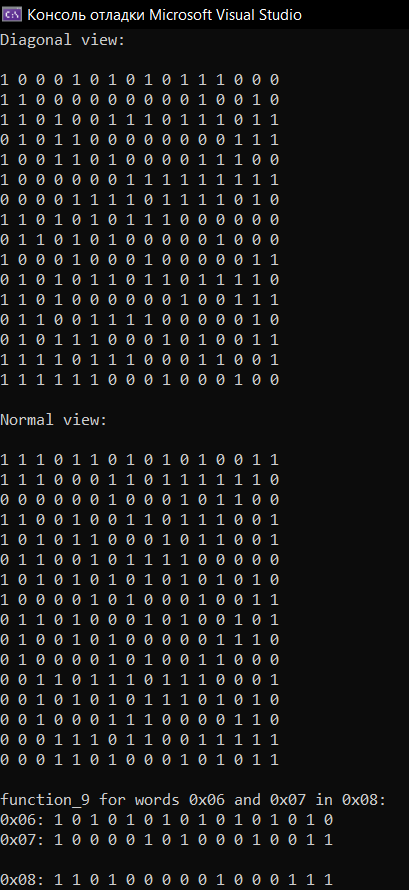 Консоль отладки Microsoft Visual Studio
Diagonal view:
1 0 0 0 1 0 1 0 1 0 1 1 1 0 0 0
1 1 0 0 0 0 0 0 0 0 0 1 0 0 1 0
1 1 0 1 0 0 1 1 1 0 1 1 1 0 1 1
0 1 0 1 1 0 0 0 0 0 0 0 0 1 1 1
1 0 0 1 1 0 1 0 0 0 0 1 1 1 0 0
1 0 0 0 0 0 0 1 1 1 1 1 1 1 1 1
0 0 0 0 1 1 1 1 0 1 1 1 1 0 1 0
1 1 0 1 0 1 0 1 1 1 0 0 0 0 0 0
0 1 1 0 1 0 1 0 0 0 0 0 1 0 0 0
1 0 0 0 1 0 0 0 1 0 0 0 0 0 1 1
0 1 0 1 0 1 1 0 1 1 0 1 1 1 1 0
1 1 0 1 0 0 0 0 0 0 1 0 0 1 1 1
0 1 1 0 0 1 1 1 1 0 0 0 0 0 1 0
0 1 0 1 1 1 0 0 0 1 0 1 0 0 1 1
1 1 1 1 0 1 1 1 0 0 0 1 1 0 0 1
1 1 1 1 1 1 0 0 0 1 0 0 0 1 0 0
Normal view:
1 1 1 0 1 1 0 1 0 1 0 1 0 0 1 1
1 1 1 0 0 0 1 1 0 1 1 1 1 1 1 0
0 0 0 0 0 0 1 0 0 0 1 0 1 1 0 0
1 1 0 0 1 0 0 1 1 0 1 1 1 0 0 1
1 0 1 0 1 1 0 0 0 1 0 1 1 0 0 1
0 1 1 0 0 1 0 1 1 1 1 0 0 0 0 0
1 0 1 0 1 0 1 0 1 0 1 0 1 0 1 0
1 0 0 0 0 1 0 1 0 0 0 1 0 0 1 1
0 1 1 0 1 0 0 0 1 0 1 0 0 1 0 1
0 1 0 0 1 0 1 0 0 0 0 0 1 1 1 0
0 1 0 0 0 0 1 0 1 0 0 1 1 0 0 0
0 0 1 1 0 1 1 1 0 1 1 1 0 0 0 1
0 0 1 0 1 0 1 0 1 1 1 0 1 0 1 0
0 0 1 0 0 0 1 1 1 0 0 0 0 1 1 0
0 0 0 1 1 1 0 1 1 0 0 1 1 1 1 1
0 0 0 1 1 0 1 0 0 0 1 0 1 0 1 1
function_9 for words 0x06 and 0x07 in 0x08:
0x06: 1 0 1 0 1 0 1 0 1 0 1 0 1 0 1 0
0x07: 1 0 0 0 0 1 0 1 0 0 0 1 0 0 1 1
0x08: 1 1 0 1 0 0 0 0 0 1 0 0 0 1 1 1